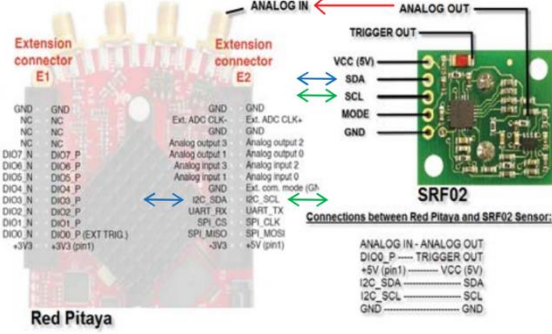 ANALOG IN
ANALOG OUT
TRIGGER OUT
Extension connector
E1
Extension connector
E2
VCC (5V)
SDA
SCL
MODE
GND
SRF02
GND GND
NC NC
NC NC
NC NC
DIO7_N DIO7_P
DIO6_N DIO6_P
DIO5_N DIO5_P
DIO4_N DIO4_P
DIO3_N DIO3_P
DIO2_N DIO2_P
DIO1_N DIO1_P
DIO0_N DIO0_P (EXT TRIG.)
+3V3 +3V3 (pin1)
GND GND
Ext. ADC CLK- Ext. ADC CLK+
GND GND
Analog output 3 Analog output 2
Analog output 1 Analog output 0
Analog input 3 Analog input 2
Analog input 1 Analog input 0
GND Ext. com. mode (GN
I2C_SDA I2C_SCL
UART_RX UART_TX
SPI_CS SPI_CLK
SPI_MISO SPI_MOSI
-3V3 +5V (pin1)
Red Pitaya
Connections between Red Pitaya and SRF02 Sensor:
ANALOG IN - ANALOG OUT
DIO0_P ---- TRIGGER OUT
+5V (pin1) --------- VCC (5V)
I2C_SDA ------------------ SDA
I2C_SCL ------------------ SCL
GND ---------------------- GND